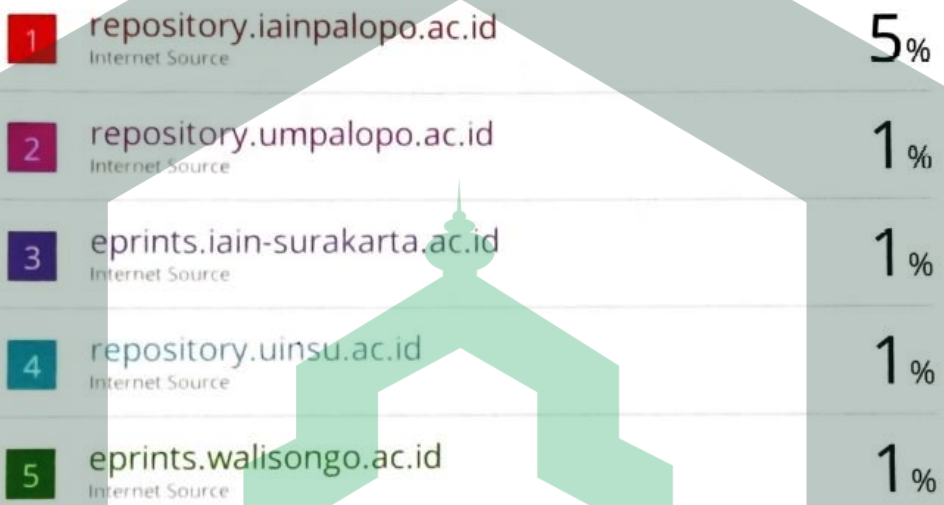 1 repository.iainpalopo.ac.id 5%
Internet Source
2 repository.umpalopo.ac.id 1%
Internet Source
3 eprints.iain-surakarta.ac.id 1%
Internet Source
4 repository.uinsu.ac.id 1%
Internet Source
5 eprints.walisongo.ac.id 1%
Internet Source